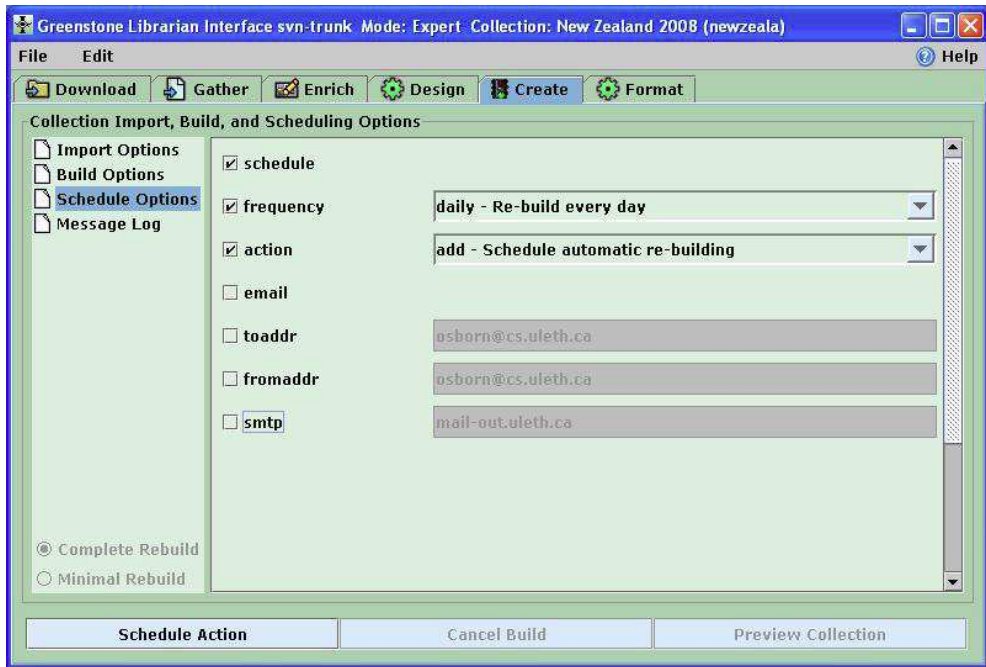 Greenstone Librarian Interface svn-trunk Mode: Expert Collection: New Zealand 2008 (newzeala)
File Edit Help
Download Gather Enrich Design Create Format
Collection Import, Build, and Scheduling Options
Import Options
Build Options
Schedule Options
Message Log
schedule
frequency daily - Re-build every day
action add - Schedule automatic re-building
email
toaddr osborn@cs.uleth.ca
fromaddr osborn@cs.uleth.ca
smtp mail-out.uleth.ca
Complete Rebuild
Minimal Rebuild
Schedule Action Cancel Build Preview Collection